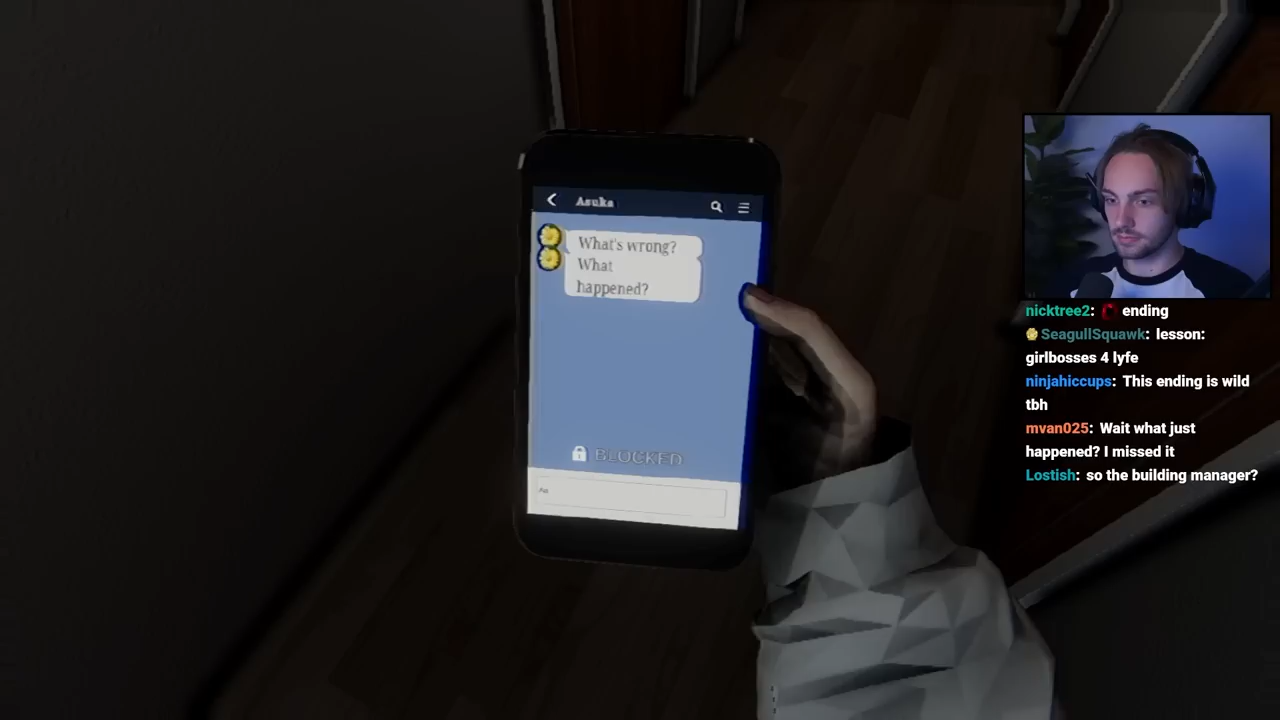 Asuka
What's wrong?
What
happened?
BLOCKED
Aa
nicktree2: ending
SeagullSquawk: lesson:
girlbosses 4 lyfe
ninjahiccups: This ending is wild
tbh
mvan025: Wait what just
happened? I missed it
Lostish: so the building manager?